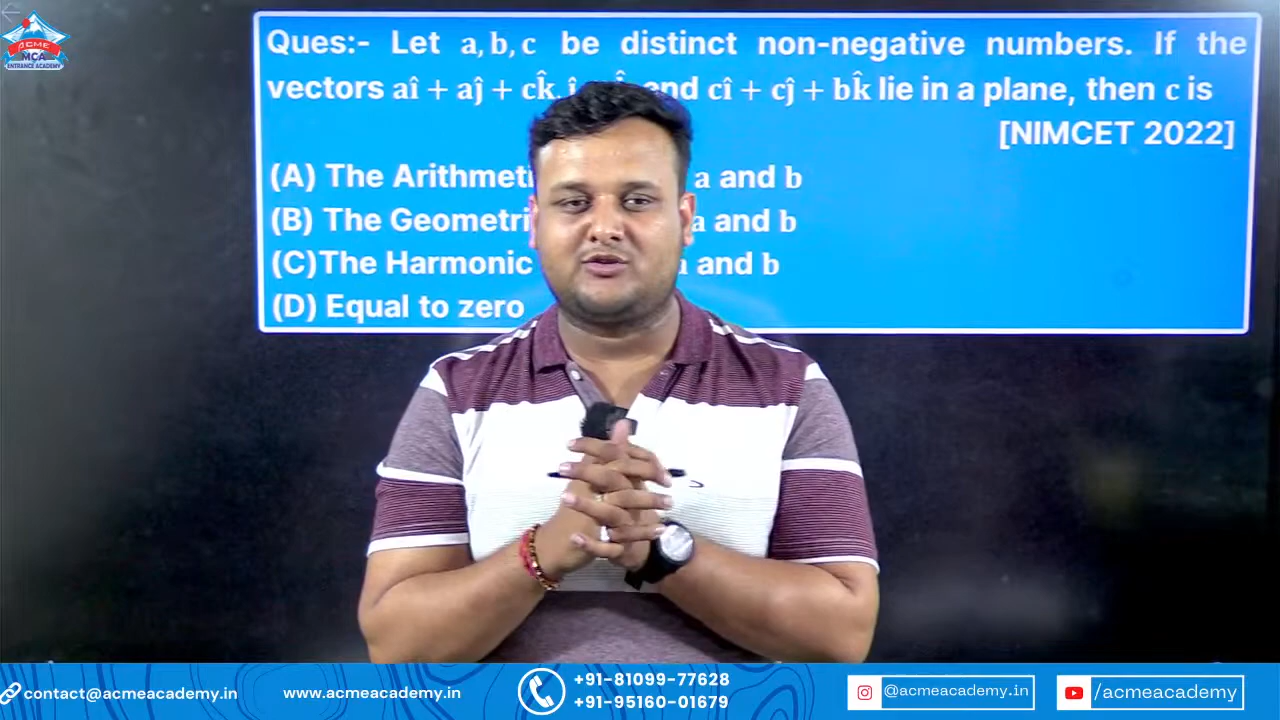 ACME
MCA
ENTRANCE ACADEMY
Ques:- Let a, b, c be distinct non-negative numbers. If the
vectors aî + aĵ + ck̂, and cî + cĵ + bk̂ lie in a plane, then c is
[NIMCET 2022]
(A) The a and b
(B) The a and b
(C)The Harmonic and b
(D) Equal to zero
contact@acmeacademy.in www.acmeacademy.in +91-81099-77628 @acmeacademy.in /acmeacademy
+91-95160-01679